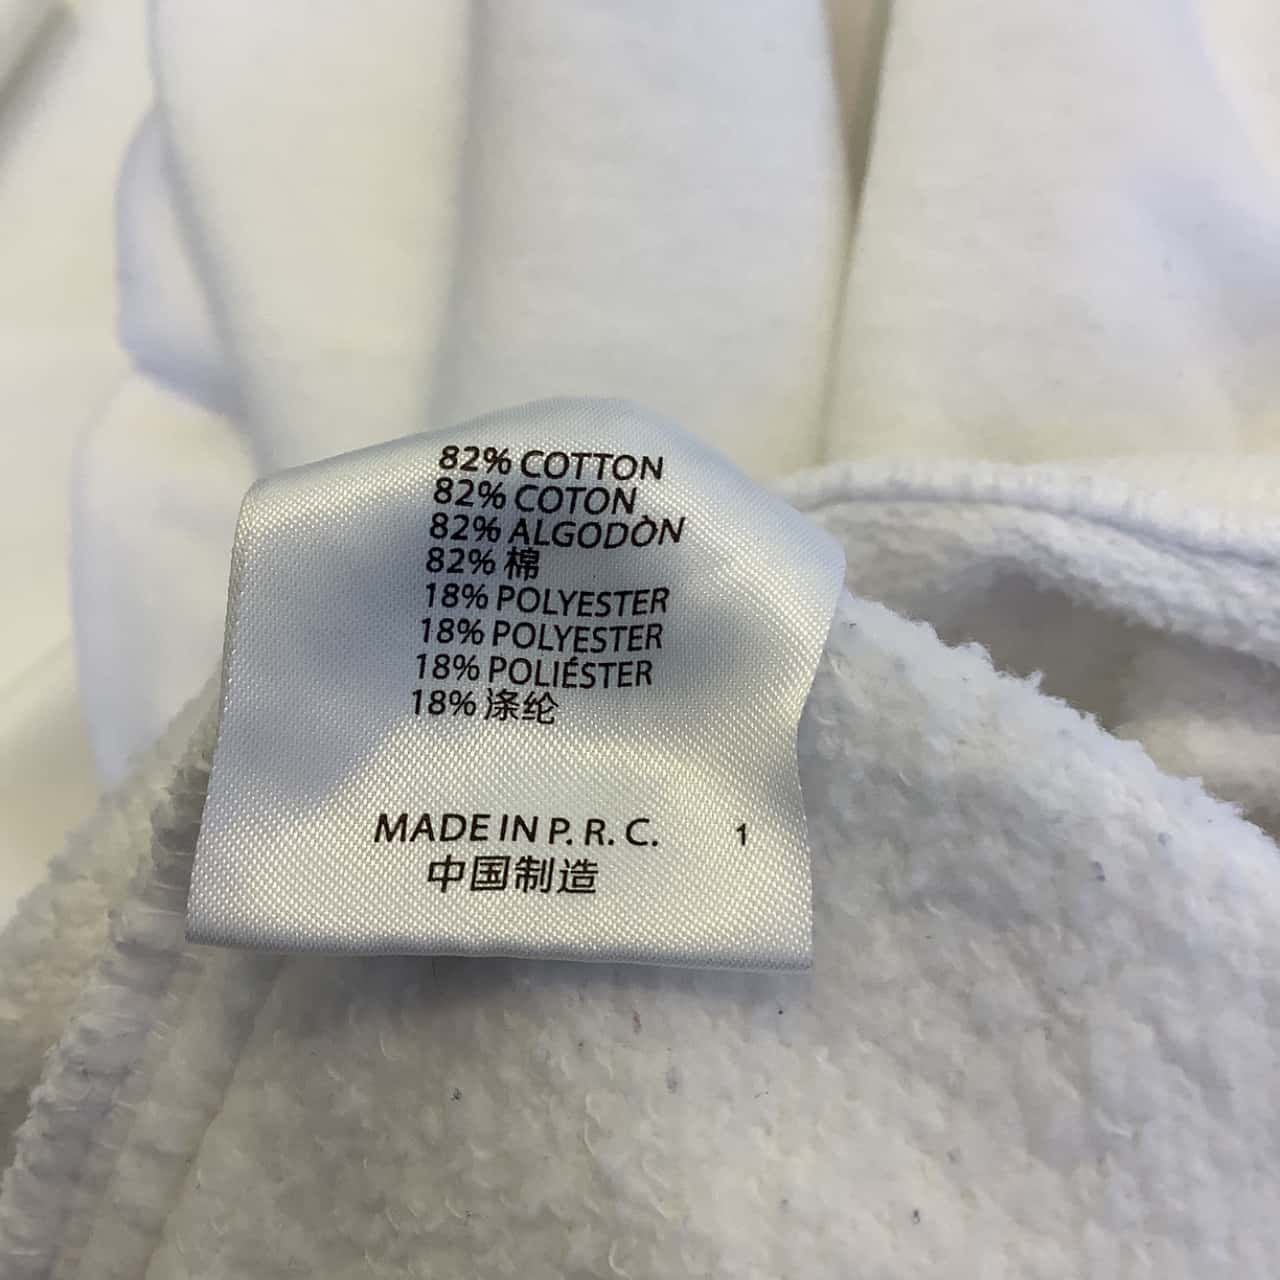 82% COTTON
82% COTON
82% ALGODÒN
82% 棉
18% POLYESTER
18% POLYESTER
18% POLIÉSTER
18% 涤纶
MADE IN P. R. C. 1
中国制造